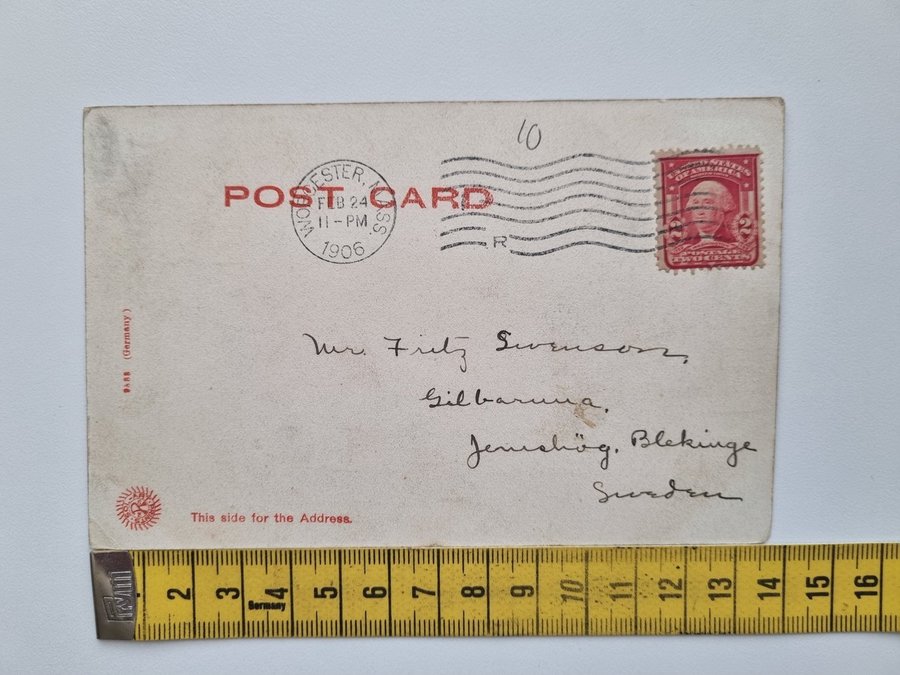 10
POST CARD
WORCESTER, MASS.
FEB 24
11-PM
1906
R
UNITED STATES
OF AMERICA
2 2
POSTAGE
TWO CENTS
(Germany)
Mr. Fritz Swenson,
Gilbaruna,
Jemshög, Blekinge
Sweden
This side for the Address.
2 3 4 5 6 7 8 9 10 11 12 13 14 15 16
Germany